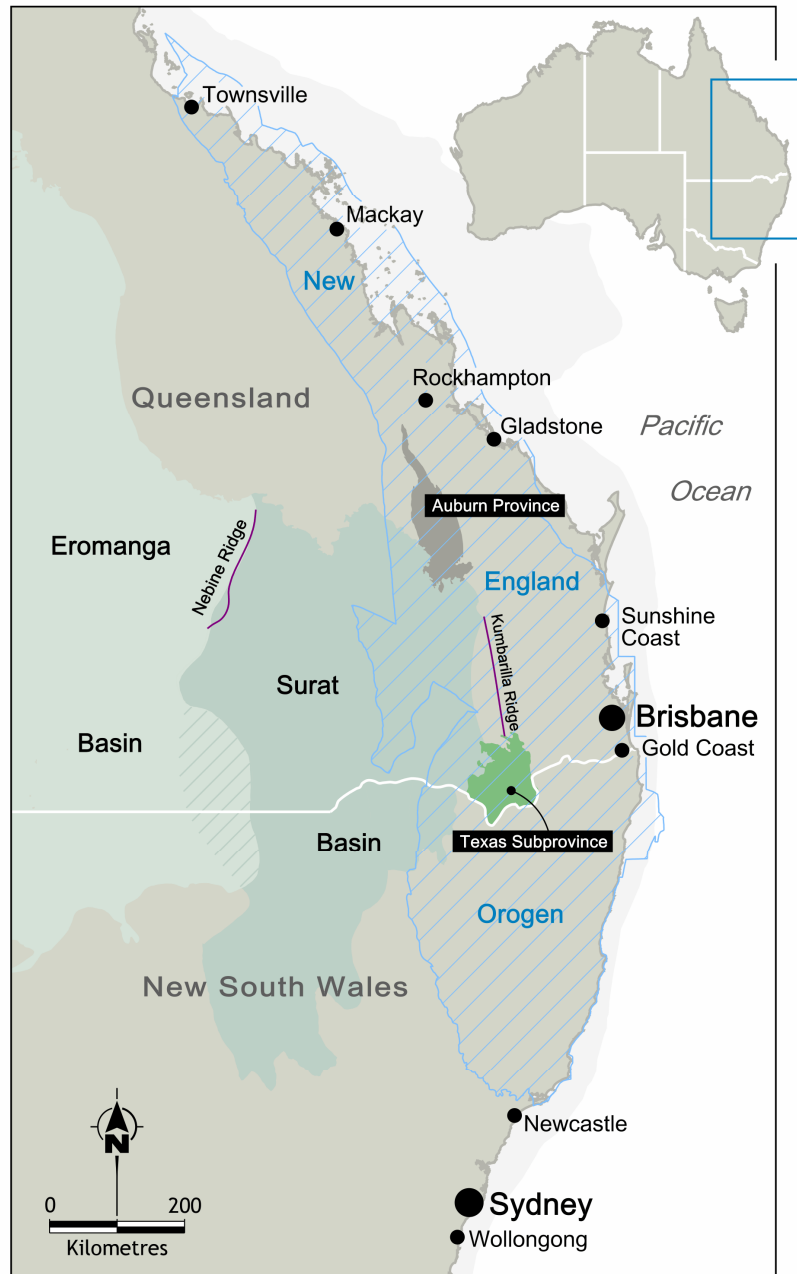 Townsville
Mackay
New
Rockhampton
Queensland
Gladstone
Pacific
Ocean
Auburn Province
Eromanga
Nebine Ridge
England
Sunshine
Coast
Kumbarilla Ridge
Surat
Brisbane
Basin
Gold Coast
Basin
Texas Subprovince
Orogen
New South Wales
Newcastle
N
0 200
Kilometres
Sydney
Wollongong